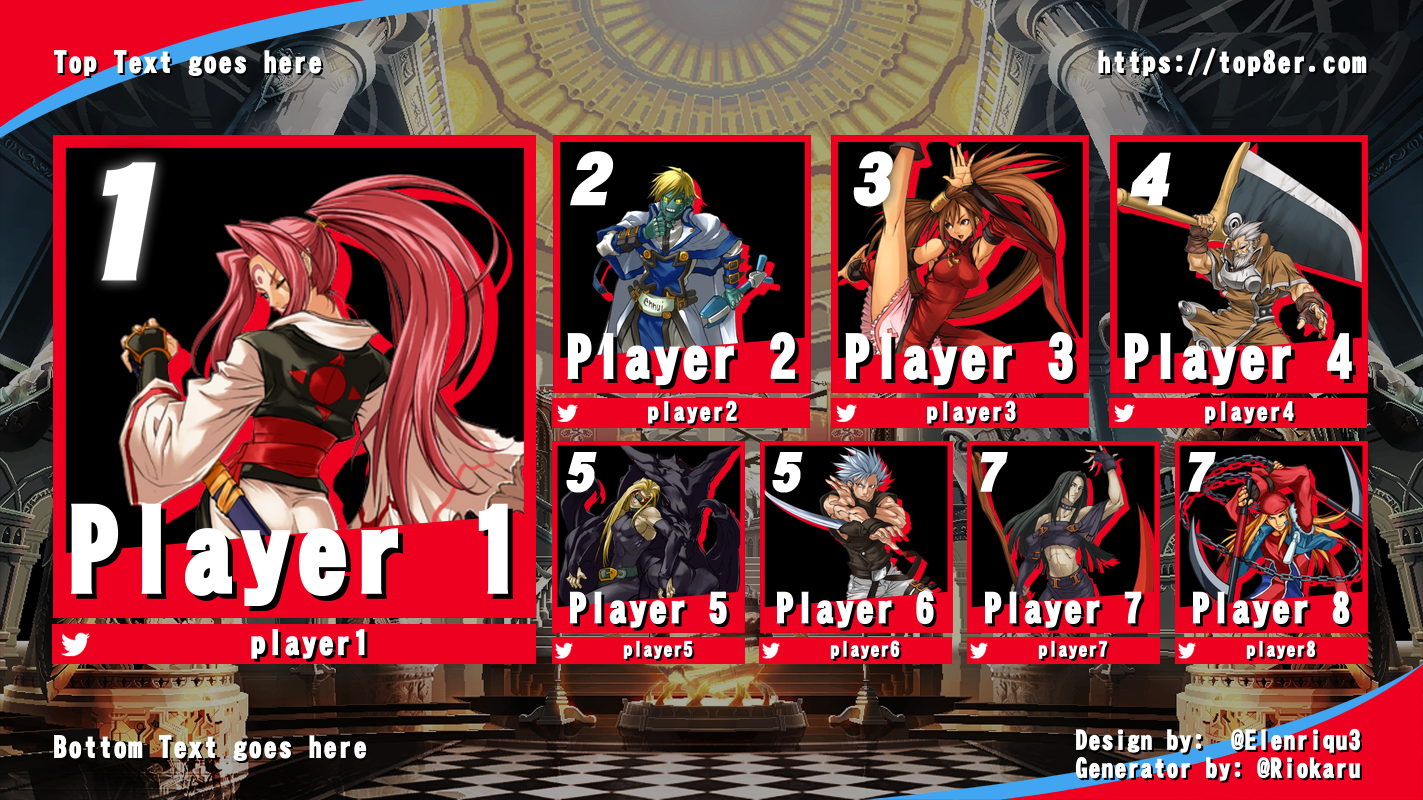 Top Text goes here
https://top8er.com
1
Player 1
player1
2
Player 2
player2
3
Player 3
player3
4
Player 4
player4
5
Player 5
player5
5
Player 6
player6
7
Player 7
player7
7
Player 8
player8
ennui
Bottom Text goes here
Design by: @Elenriqu3
Generator by: @Riokaru